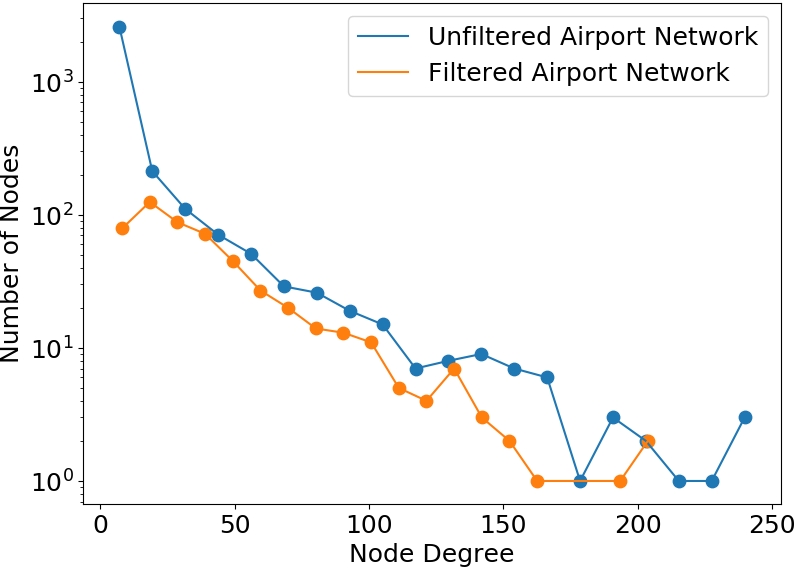 Unfiltered Airport Network
Filtered Airport Network
Number of Nodes
10³
10²
10¹
10⁰
0 50 100 150 200 250
Node Degree